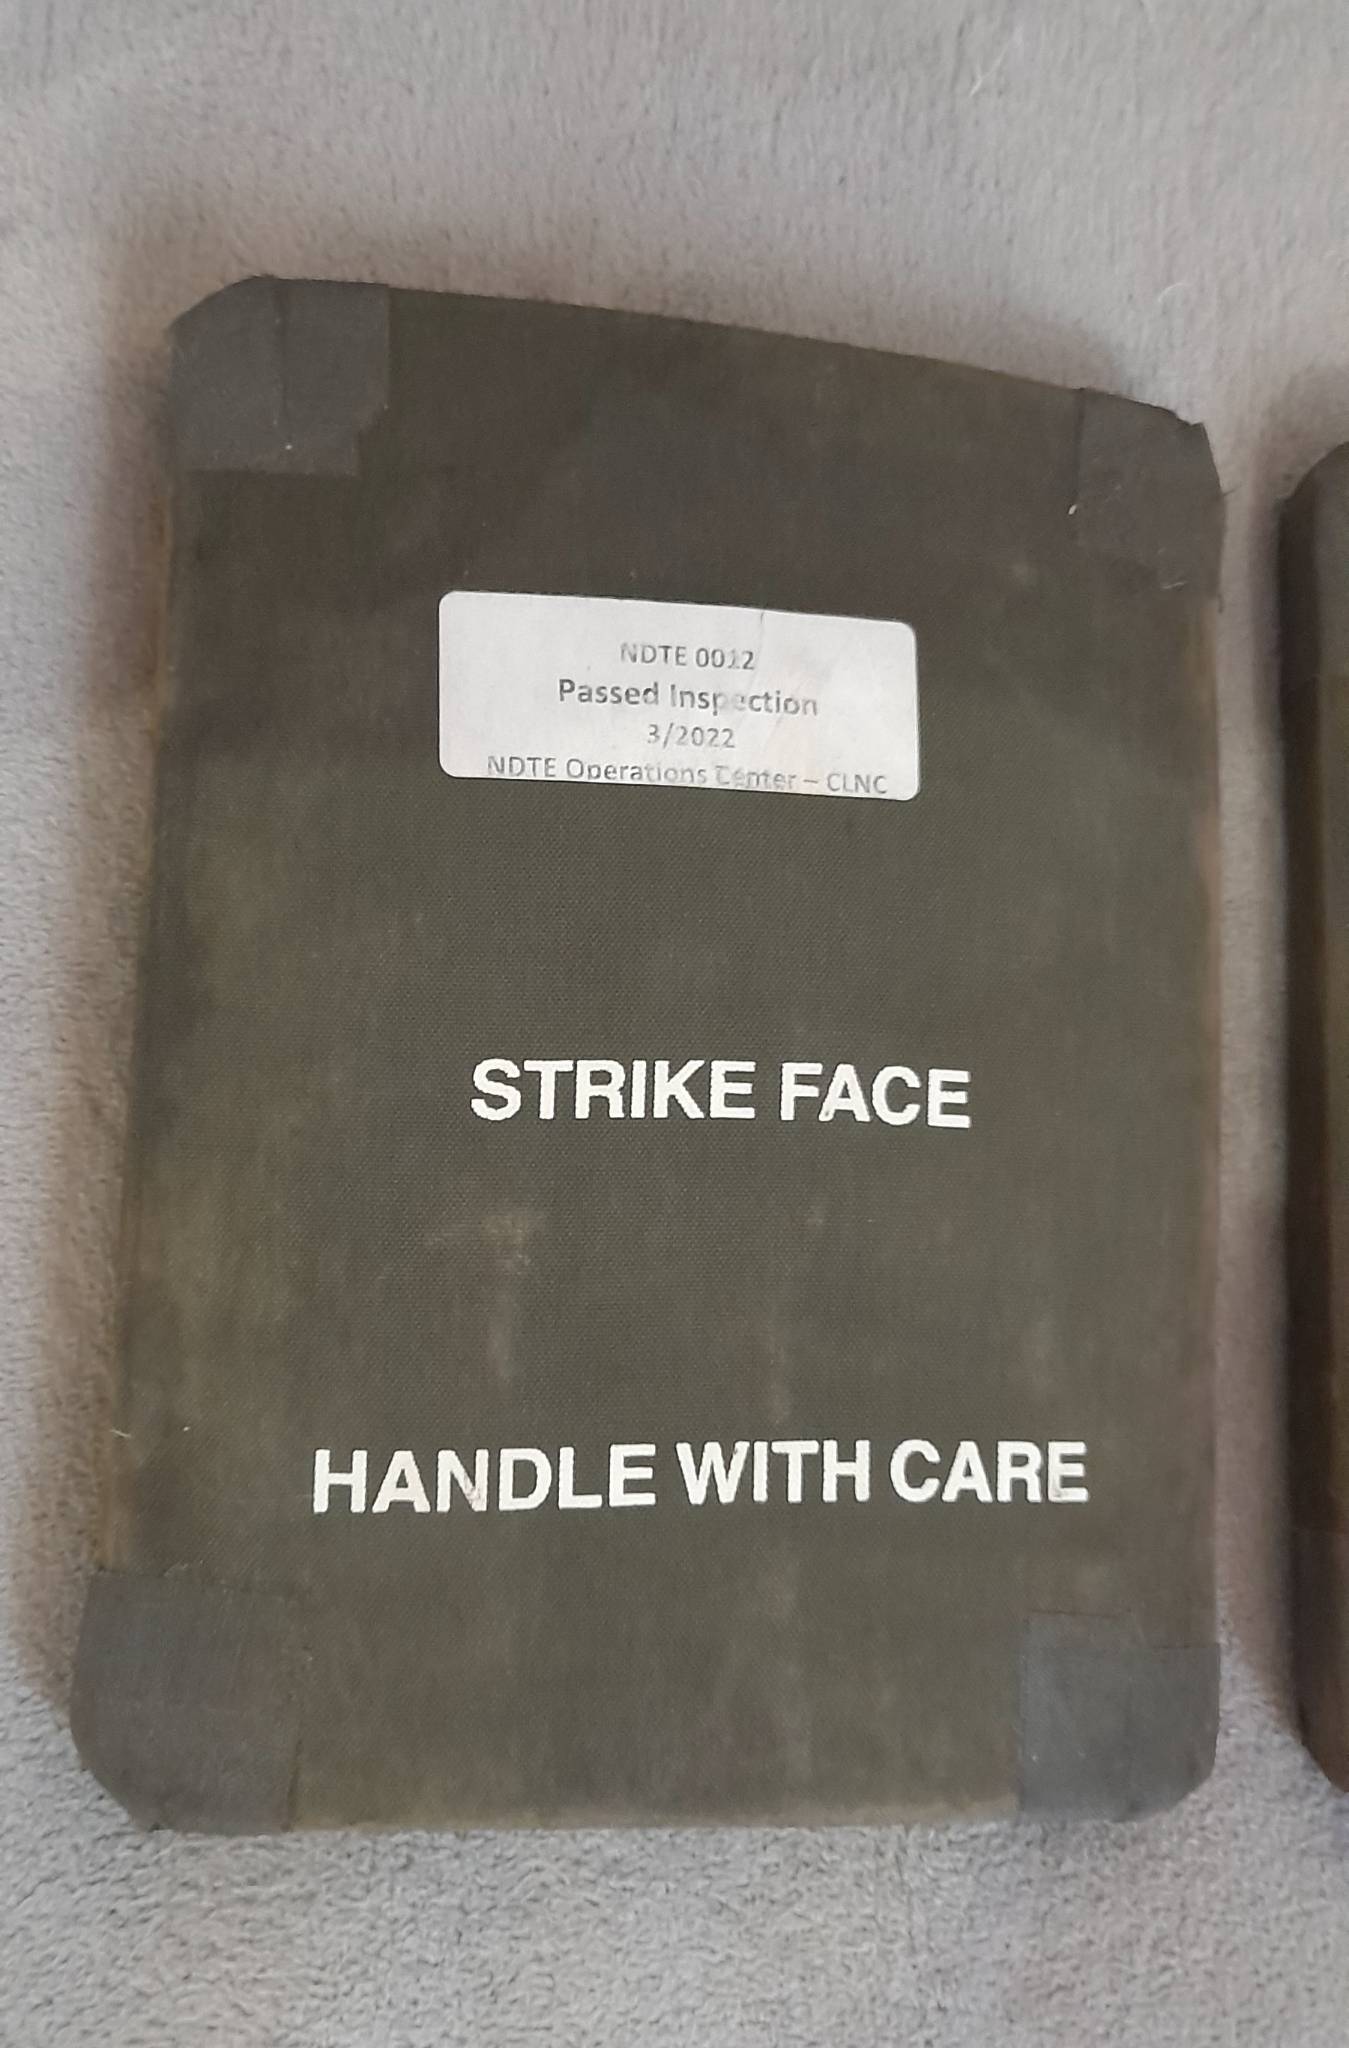 NDTE 0012
Passed Inspection
3/2022
NDTE Operations Center – CLNC
STRIKE FACE
HANDLE WITH CARE